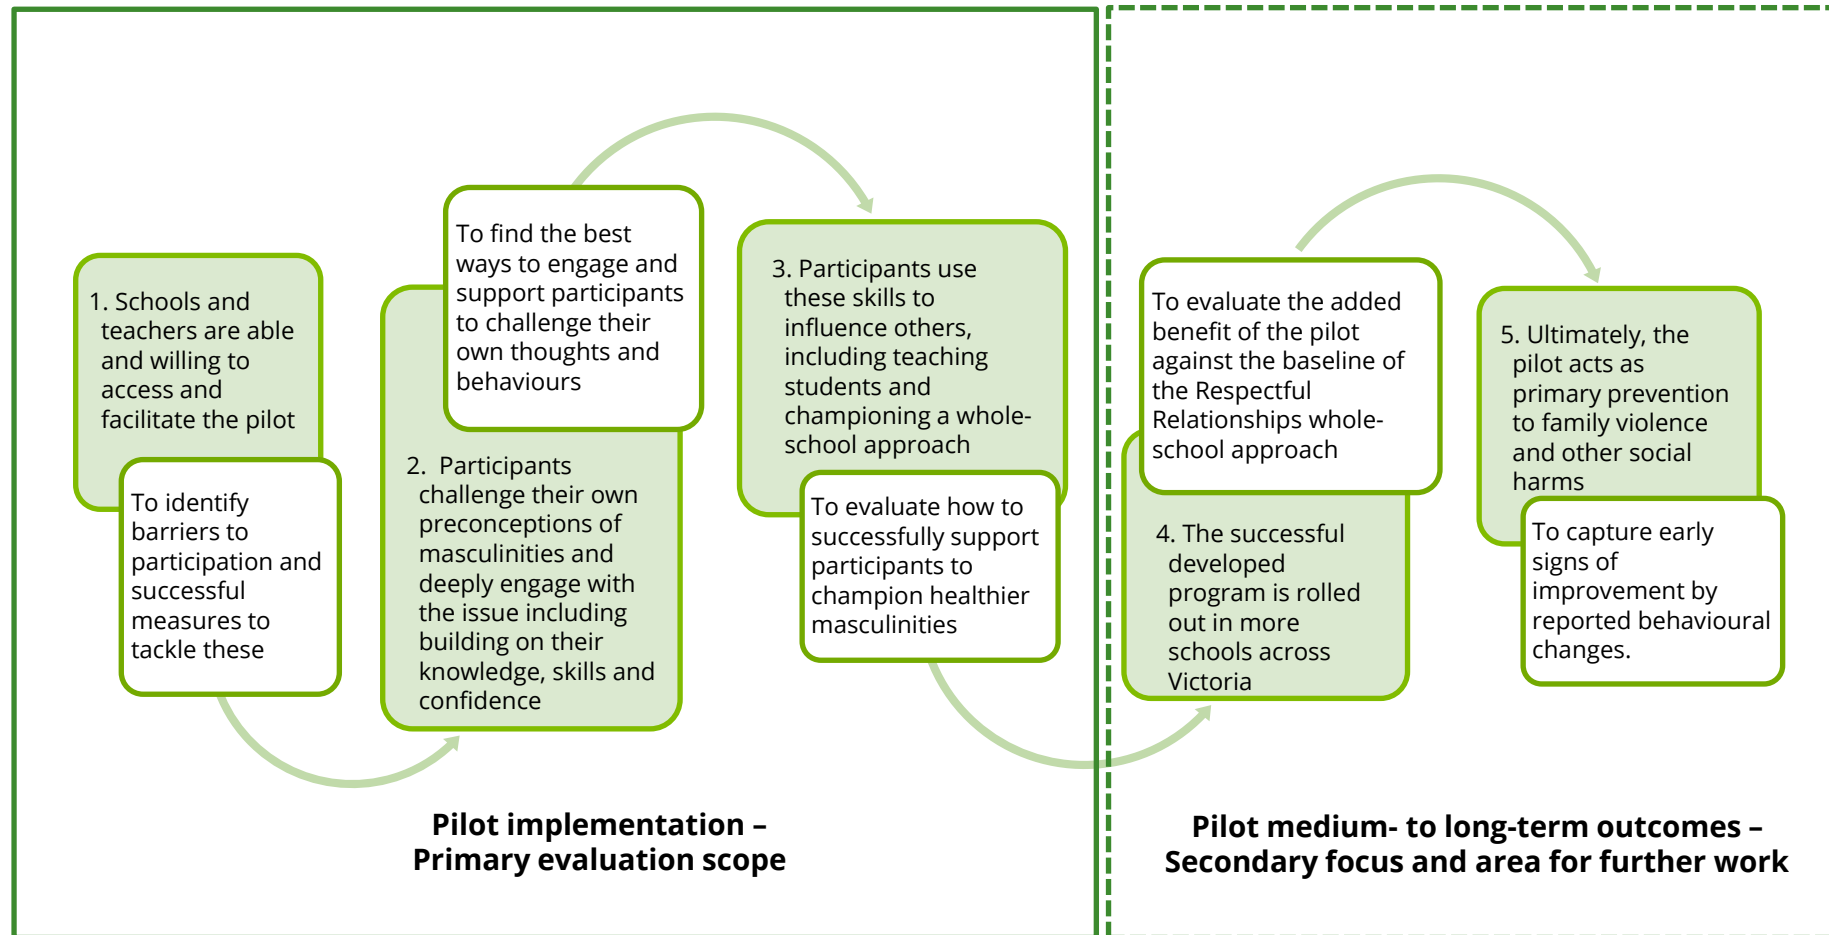 1. Schools and
teachers are able
and willing to
access and
facilitate the pilot
To identify
barriers to
participation and
successful
measures to
tackle these
To find the best
ways to engage and
support participants
to challenge their
own thoughts and
behaviours
2. Participants
challenge their own
preconceptions of
masculinities and
deeply engage with
the issue including
building on their
knowledge, skills and
confidence
3. Participants use
these skills to
influence others,
including teaching
students and
championing a whole-
school approach
To evaluate how to
successfully support
participants to
champion healthier
masculinities
Pilot implementation –
Primary evaluation scope
To evaluate the added
benefit of the pilot
against the baseline of
the Respectful
Relationships whole-
school approach
4. The successful
developed
program is rolled
out in more
schools across
Victoria
5. Ultimately, the
pilot acts as
primary prevention
to family violence
and other social
harms
To capture early
signs of
improvement by
reported behavioural
changes.
Pilot medium- to long-term outcomes –
Secondary focus and area for further work